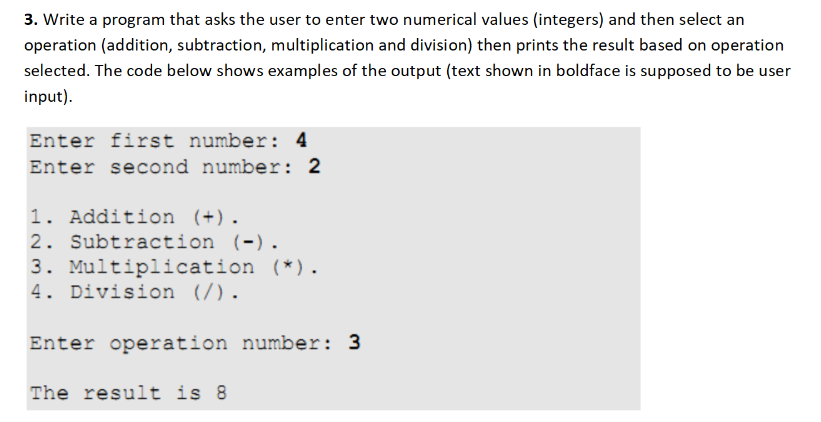 3. Write a program that asks the user to enter two numerical values (integers) and then select an
operation (addition, subtraction, multiplication and division) then prints the result based on operation
selected. The code below shows examples of the output (text shown in boldface is supposed to be user
input).
Enter first number: 4
Enter second number: 2
1. Addition (+).
2. Subtraction (-).
3. Multiplication (*).
4. Division (/).
Enter operation number: 3
The result is 8